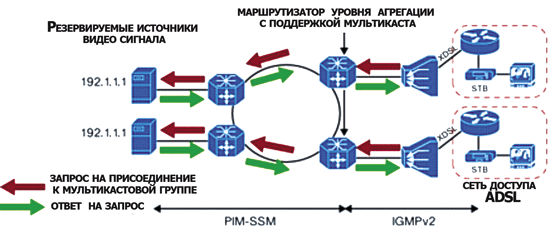 РЕЗЕРВИРУЕМЫЕ ИСТОЧНИКИ
ВИДЕО СИГНАЛА
МАРШРУТИЗАТОР УРОВНЯ АГРЕГАЦИИ
С ПОДДЕРЖКОЙ МУЛЬТИКАСТА
192.1.1.1
XDSL
STB
192.1.1.1
XDSL
STB
ЗАПРОС НА ПРИСОЕДИНЕНИЕ
К МУЛЬТИКАСТОВОЙ ГРУППЕ
ОТВЕТ НА ЗАПРОС
СЕТЬ ДОСТУПА
ADSL
PIM-SSM
IGMPv2